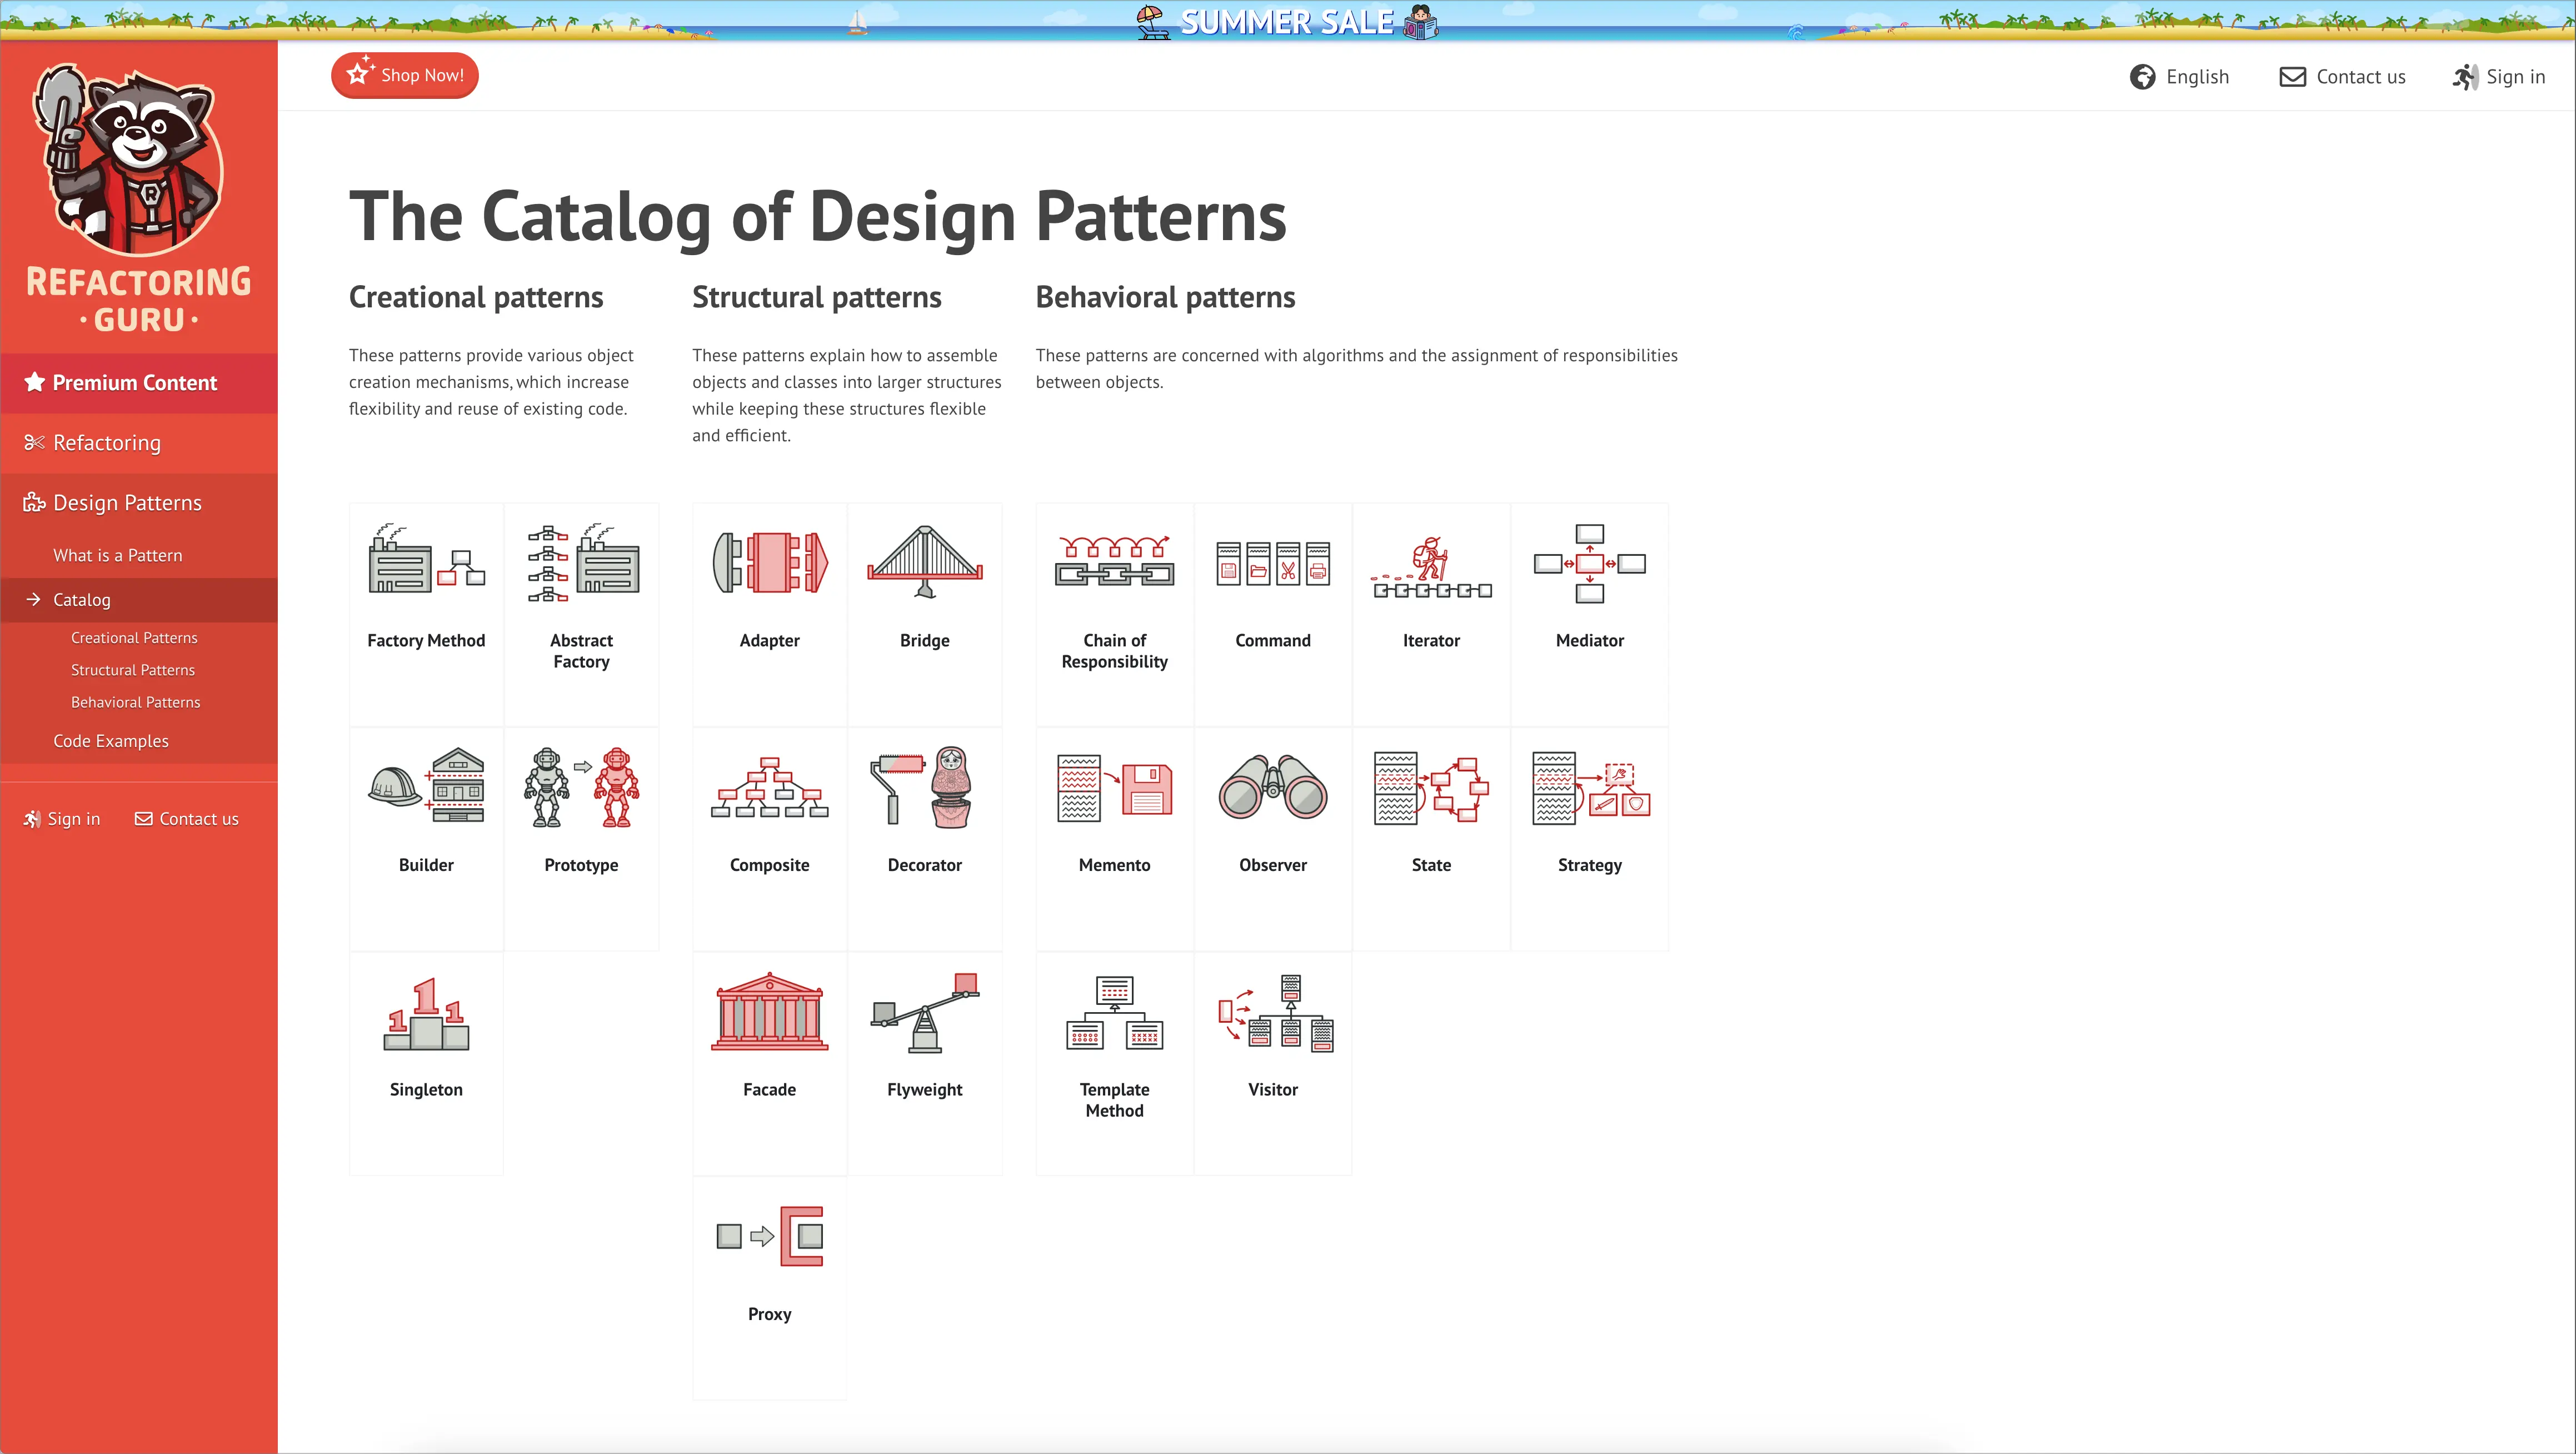 SUMMER SALE
REFACTORING
· GURU ·
Premium Content
Refactoring
Design Patterns
What is a Pattern
Catalog
Creational Patterns
Structural Patterns
Behavioral Patterns
Code Examples
Sign in
Contact us
Shop Now!
English
Contact us
Sign in
The Catalog of Design Patterns
Creational patterns
These patterns provide various object
creation mechanisms, which increase
flexibility and reuse of existing code.
Factory Method
Abstract
Factory
Builder
Prototype
1
1
1
Singleton
Structural patterns
These patterns explain how to assemble
objects and classes into larger structures
while keeping these structures flexible
and efficient.
Adapter
Bridge
Composite
Decorator
Facade
Flyweight
Proxy
Behavioral patterns
These patterns are concerned with algorithms and the assignment of responsibilities
between objects.
Chain of
Responsibility
Command
Iterator
Mediator
Memento
Observer
State
Strategy
Template
Method
Visitor